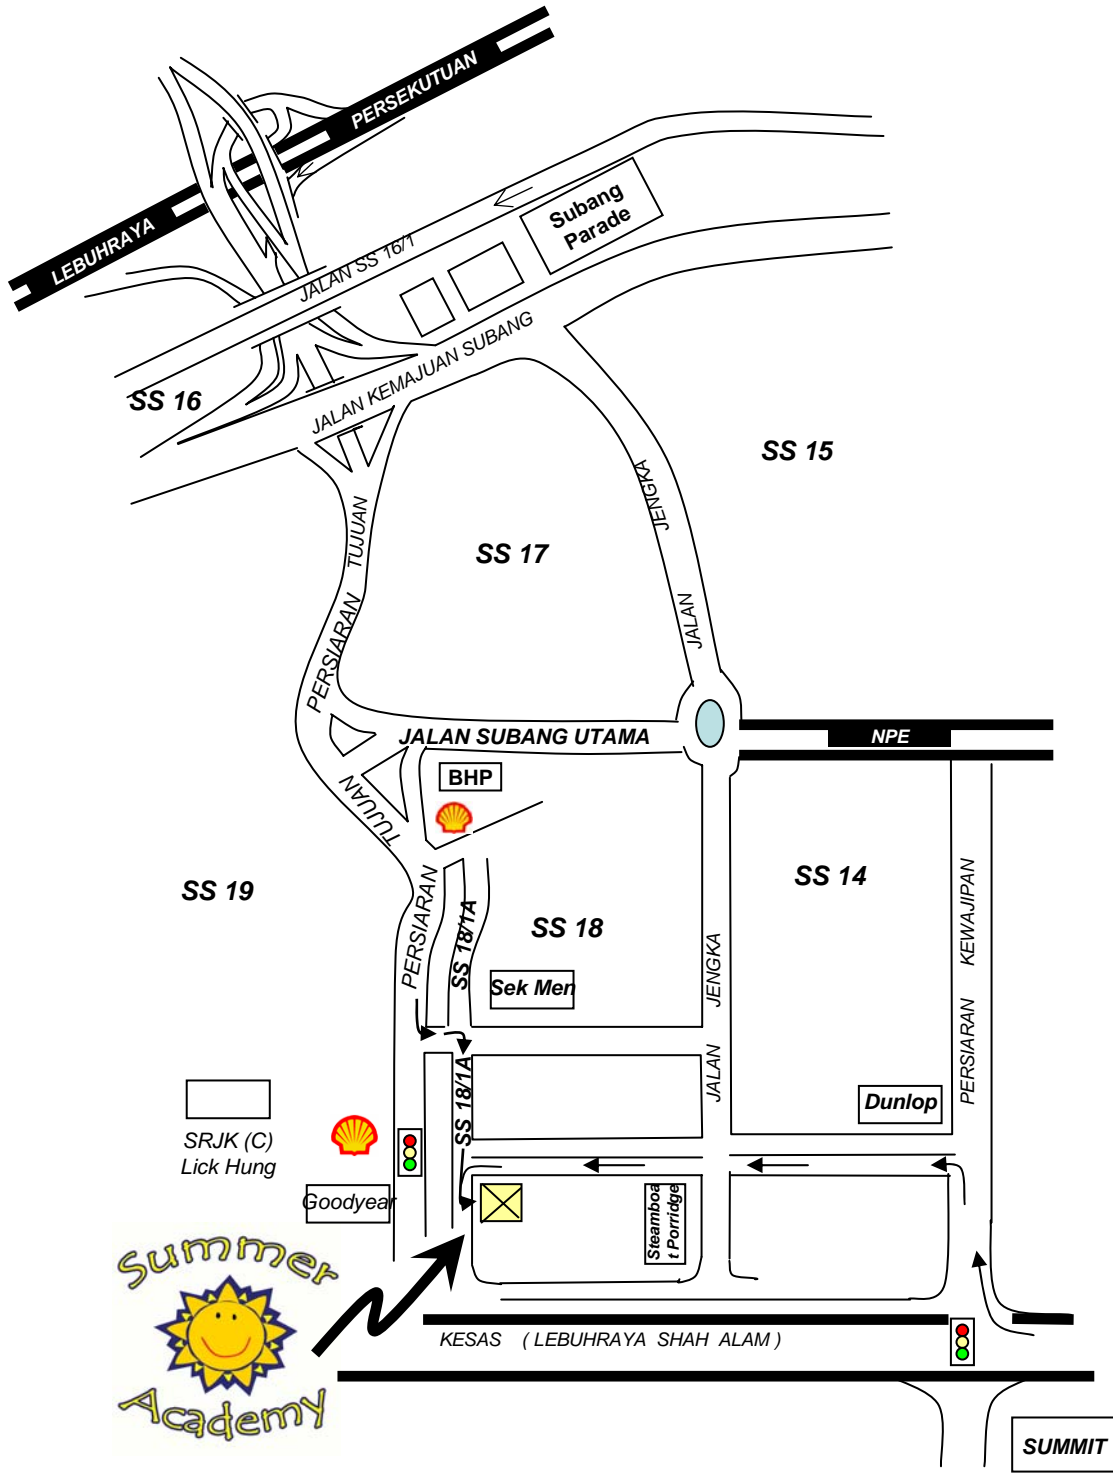 PERSEKUTUAN
LEBUHRAYA
Subang
Parade
JALAN SS 16/1
JALAN KEMAJUAN SUBANG
SS 16
SS 15
JENGKA
TUJUAN
SS 17
PERSIARAN
JALAN
JALAN SUBANG UTAMA
NPE
BHP
TUJUAN
SS 19
SS 14
PERSIARAN
SS 18/1A
SS 18
KEWAJIPAN
JENGKA
Sek Men
PERSIARAN
JALAN
SS 18/1A
Dunlop
SRJK (C)
Lick Hung
Goodyear
Steamboa
t Porridge
Summer
Academy
KESAS ( LEBUHRAYA SHAH ALAM )
SUMMIT